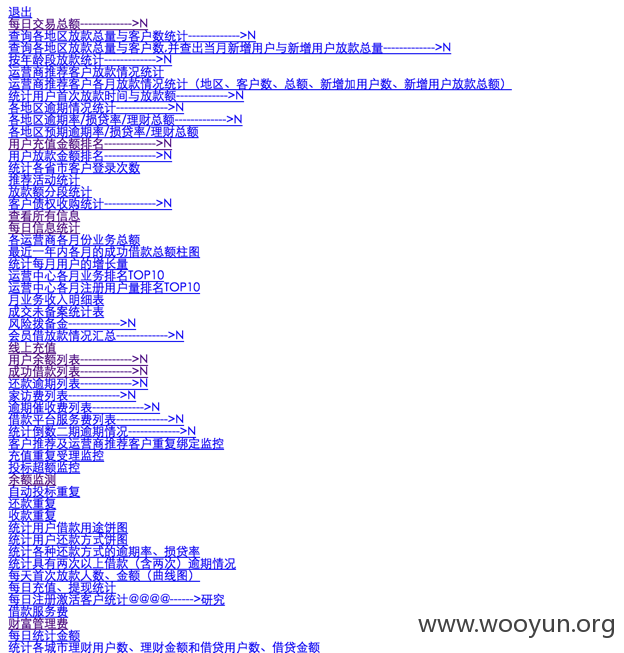 退出
每日交易总额------------->N
查询各地区放款总量与客户数统计------------->N
查询各地区放款总量与客户数,并查出当月新增用户与新增用户放款总量------------->N
按年龄段放款统计------------->N
运营商推荐客户放款情况统计
运营商推荐客户各月放款情况统计（地区、客户数、总额、新增加用户数、新增用户放款总额）
统计用户首次放款时间与放款额------------->N
各地区逾期情况统计------------->N
各地区逾期率/损贷率/理财总额------------->N
各地区预期逾期率/损贷率/理财总额
用户充值金额排名------------->N
用户放款金额排名------------->N
统计各省市客户登录次数
推荐活动统计
放款额分段统计
客户债权收购统计------------->N
查看所有信息
每日信息统计
各运营商各月份业务总额
最近一年内各月的成功借款总额柱图
统计每月用户的增长量
运营中心各月业务排名TOP10
运营中心各月注册用户量排名TOP10
月业务收入明细表
成交未备案统计表
风险拨备金------------->N
会员借放款情况汇总------------->N
线上充值
用户余额列表------------->N
成功借款列表------------->N
还款逾期列表------------->N
家访费列表------------->N
逾期催收费列表------------->N
借款平台服务费列表------------->N
统计倒数二期逾期情况------------->N
客户推荐及运营商推荐客户重复绑定监控
充值重复受理监控
投标超额监控
余额监测
自动投标重复
还款重复
收款重复
统计用户借款用途饼图
统计用户还款方式饼图
统计各种还款方式的逾期率、损贷率
统计具有两次以上借款（含两次）逾期情况
每天首次放款人数、金额（曲线图）
每日充值、提现统计
每日注册激活客户统计@@@@------>研究
借款服务费
财富管理费
每日统计金额
统计各城市理财用户数、理财金额和借贷用户数、借贷金额
www.wooyun.org